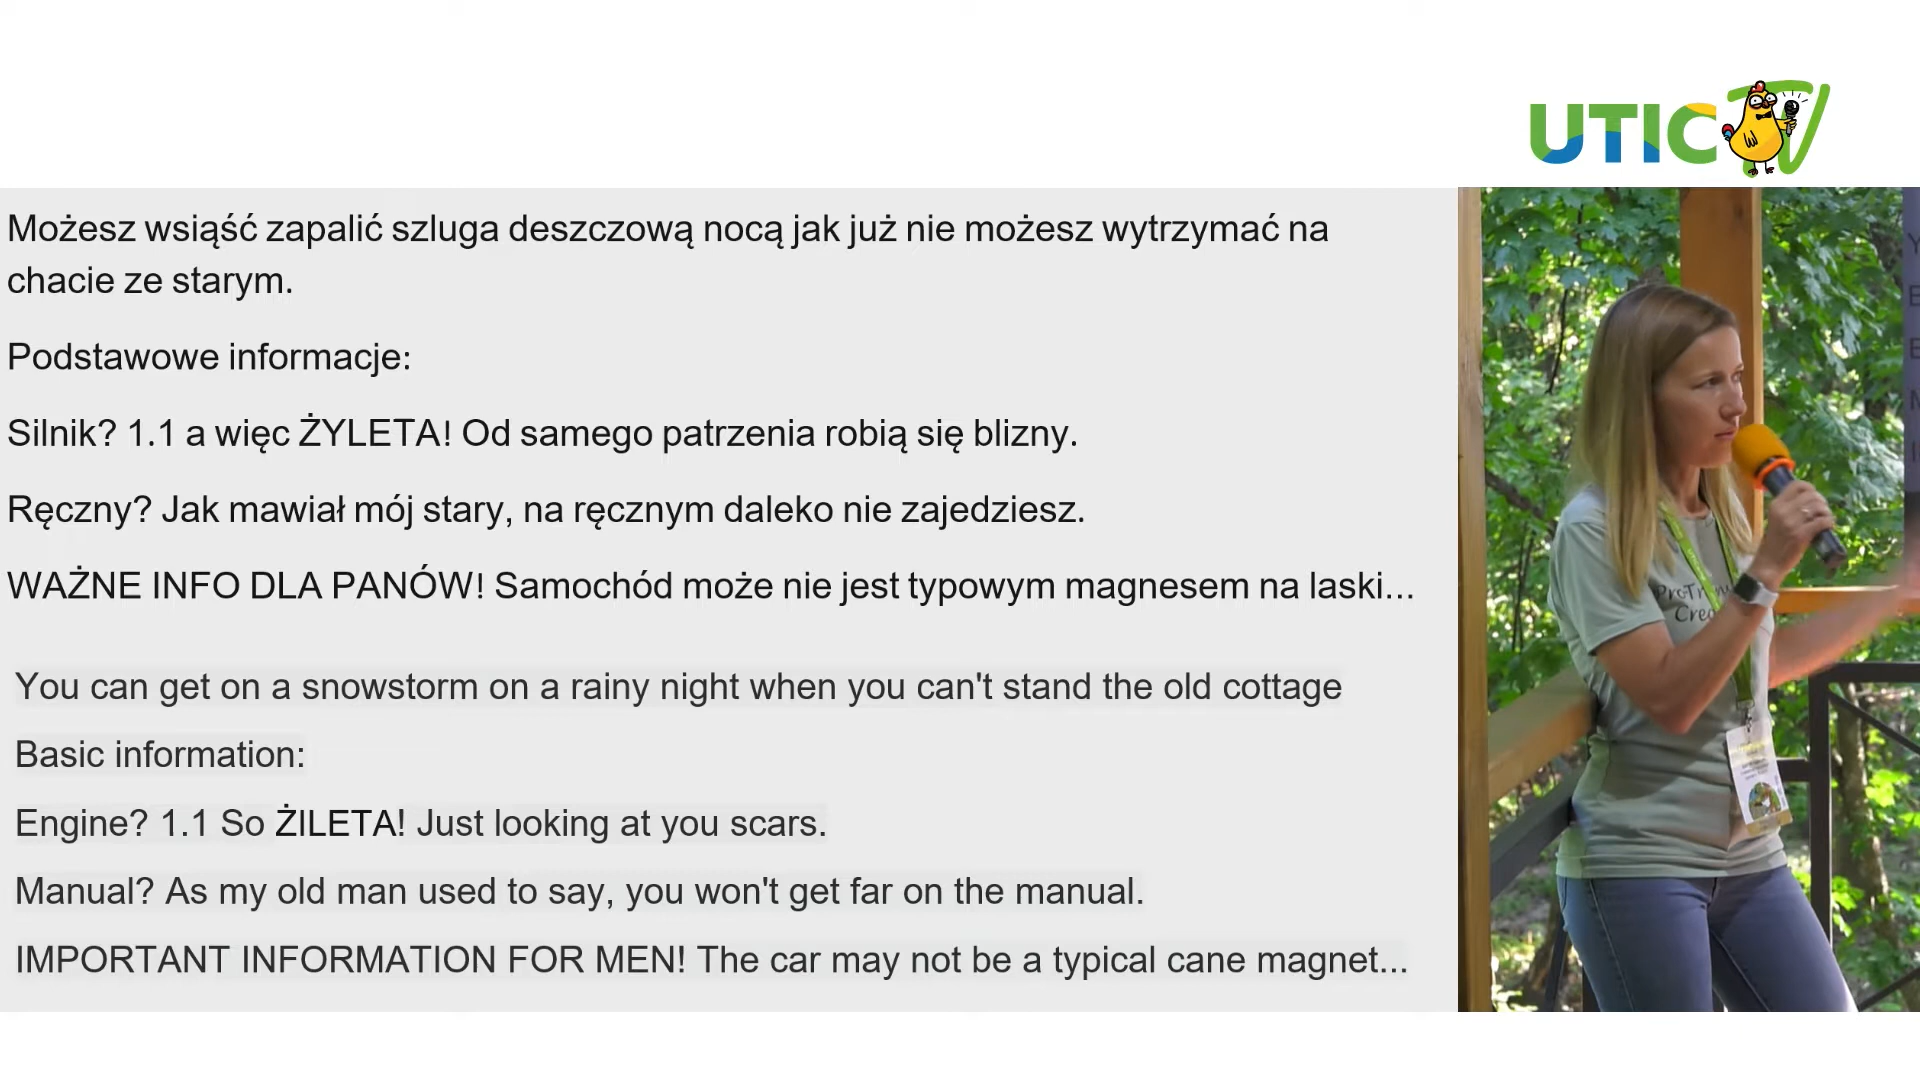 UTIC TV
Możesz wsiąść zapalić szluga deszczową nocą jak już nie możesz wytrzymać na
chacie ze starym.
Podstawowe informacje:
Silnik? 1.1 a więc ŻYLETA! Od samego patrzenia robią się blizny.
Ręczny? Jak mawiał mój stary, na ręcznym daleko nie zajedziesz.
WAŻNE INFO DLA PANÓW! Samochód może nie jest typowym magnesem na laski...
You can get on a snowstorm on a rainy night when you can't stand the old cottage
Basic information:
Engine? 1.1 So ŻILETA! Just looking at you scars.
Manual? As my old man used to say, you won't get far on the manual.
IMPORTANT INFORMATION FOR MEN! The car may not be a typical cane magnet...